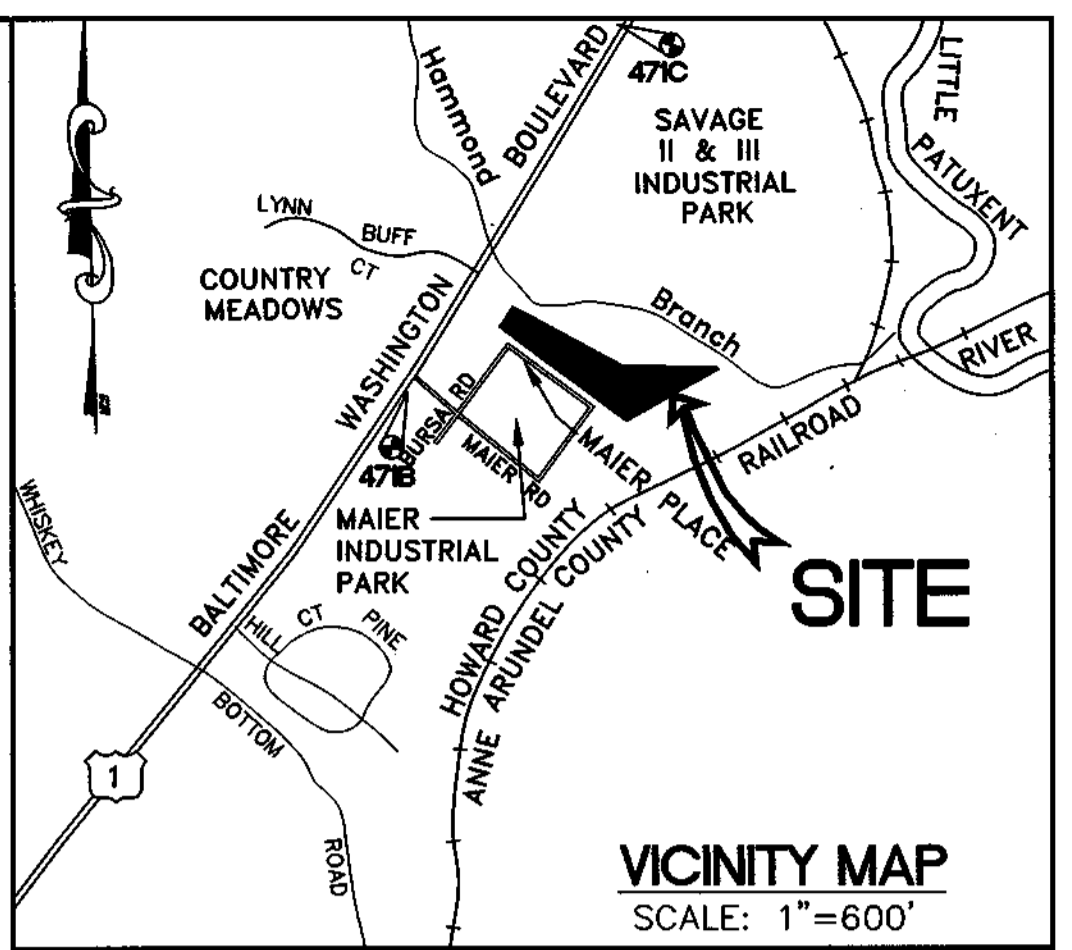 471C
Hammond
BOULEVARD
LITTLE
PATUXENT
SAVAGE
II & III
INDUSTRIAL
PARK
LYNN
BUFF
CT
COUNTRY
MEADOWS
WASHINGTON
Branch
RIVER
RAILROAD
BURSA RD
MAIER RD
471B
MAIER PLACE
MAIER
INDUSTRIAL
PARK
WHISKEY
BALTIMORE
HOWARD COUNTY
ANNE ARUNDEL COUNTY
SITE
HILL
CT
PINE
BOTTOM
ROAD
1
VICINITY MAP
SCALE: 1"=600'